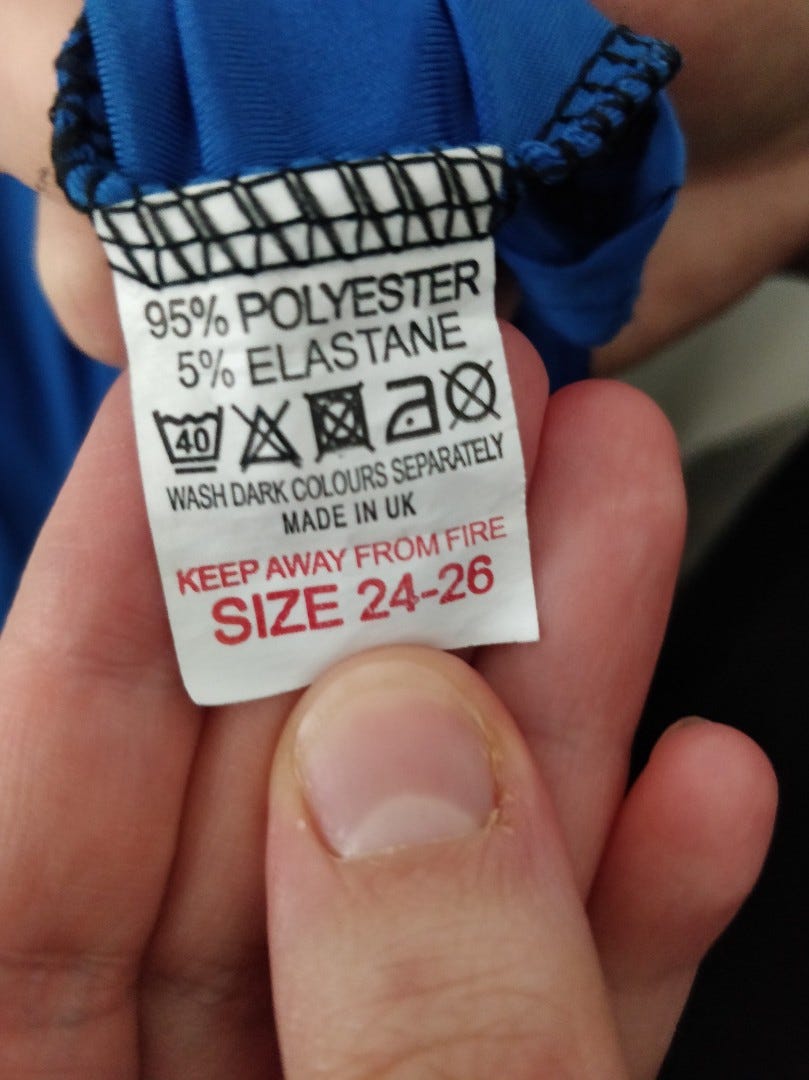 95% POLYESTER
5% ELASTANE
40
WASH DARK COLOURS SEPARATELY
MADE IN UK
KEEP AWAY FROM FIRE
SIZE 24-26